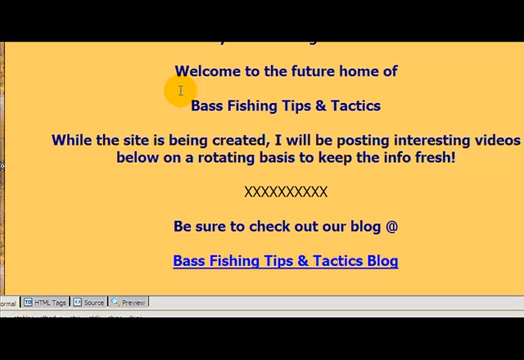 Welcome to the future home of
Bass Fishing Tips & Tactics
While the site is being created, I will be posting interesting videos
below on a rotating basis to keep the info fresh!
XXXXXXXXXX
Be sure to check out our blog @
Bass Fishing Tips & Tactics Blog
ormal HTML Tags Source Preview